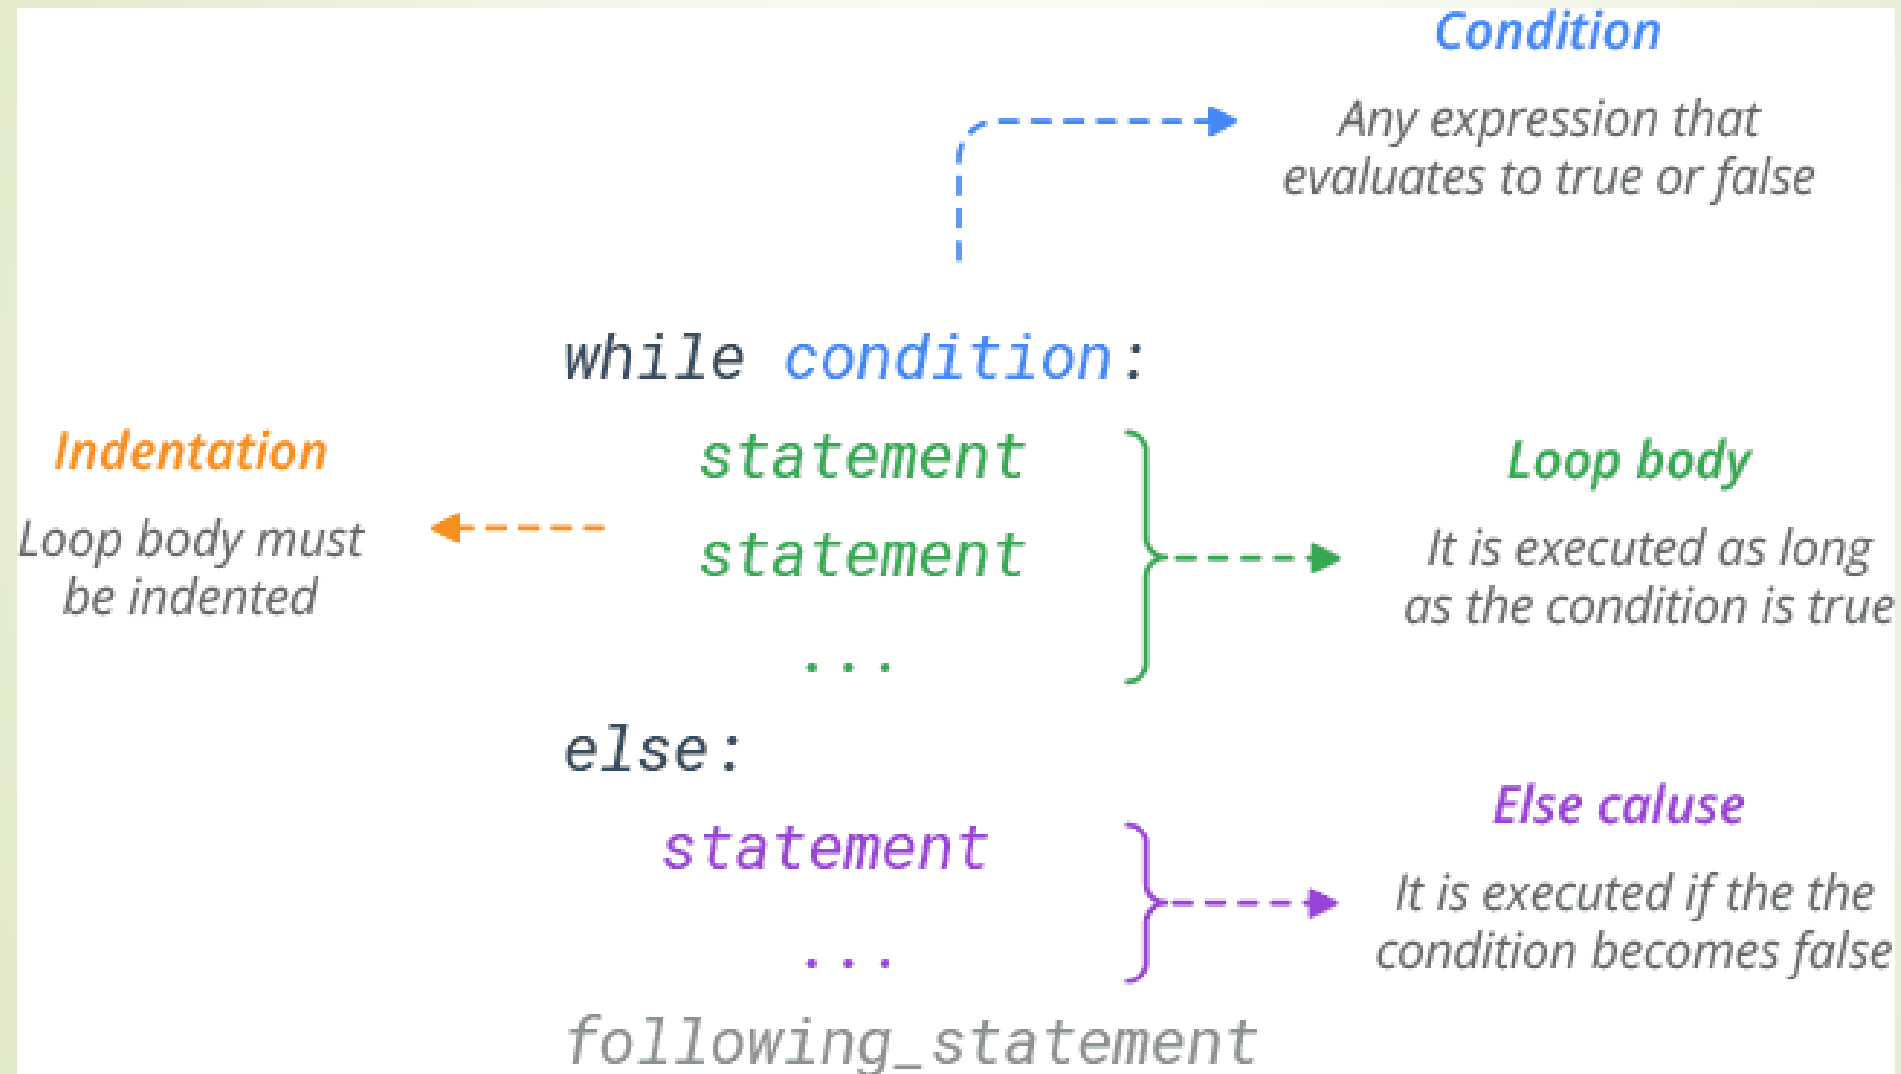 Condition
Any expression that
evaluates to true or false
while condition:
Indentation
Loop body must
be indented
statement
statement
...
Loop body
It is executed as long
as the condition is true
else:
statement
...
Else caluse
It is executed if the the
condition becomes false
following_statement